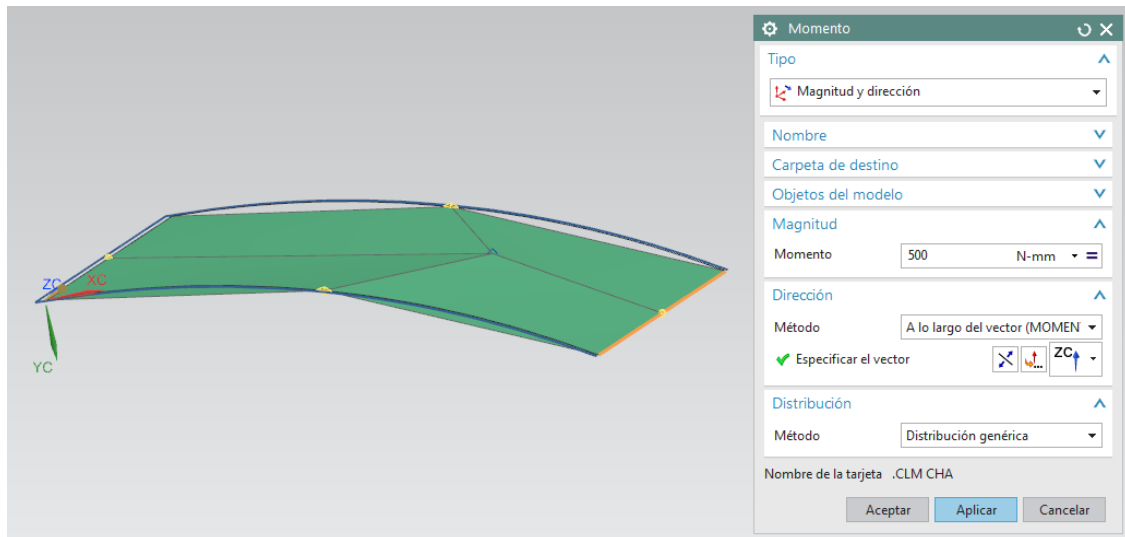 Momento
Tipo
Magnitud y dirección
Nombre
Carpeta de destino
Objetos del modelo
Magnitud
Momento 500 N-mm
Dirección
Método A lo largo del vector (MOMEN
Especificar el vector ZC
Distribución
Método Distribución genérica
Nombre de la tarjeta .CLM CHA
Aceptar Aplicar Cancelar
ZC XC
YC